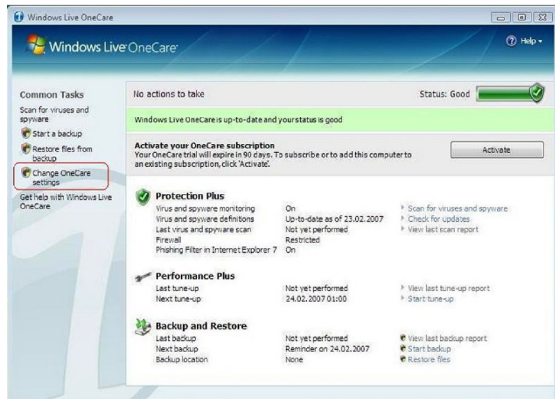 Windows Live OneCare
Windows Live OneCare
Help
Common Tasks
Scan for viruses and
spyware
Start a backup
Restore files from
backup
Change OneCare
settings
Get help with Windows Live
OneCare
No actions to take
Status: Good
Windows Live OneCare is up-to-date and your status is good
Activate your OneCare subscription
Your OneCare trial will expire in 90 days. To subscribe or to add this computer to
an existing subscription, click 'Activate'.
Activate
Protection Plus
Virus and spyware monitoring On Scan for viruses and spyware
Virus and spyware definitions Up-to-date as of 23.02.2007 Check for updates
Last virus and spyware scan Not yet performed View last scan report
Firewall Restricted
Phishing Filter in Internet Explorer 7 On
Performance Plus
Last tune-up Not yet performed View last tune-up report
Next tune-up 24.02.2007 01:00 Start tune-up
Backup and Restore
Last backup Not yet performed View last backup report
Next backup Reminder on 24.02.2007 Start backup
Backup location None Restore files